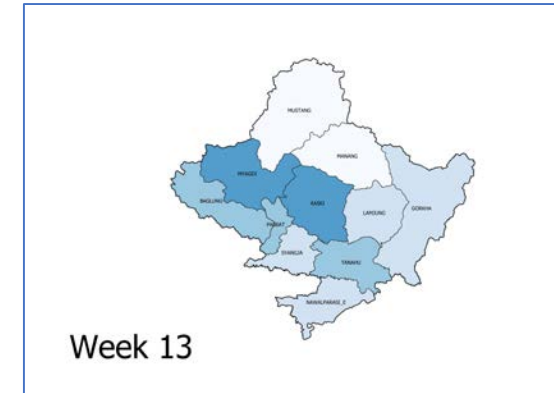 MUSTANG
MANANG
MYAGDI
BAGLUNG
KASKI
LAMJUNG
GORKHA
PARBAT
SYANGJA
TANAHU
NAWALPARASI_E
Week 13